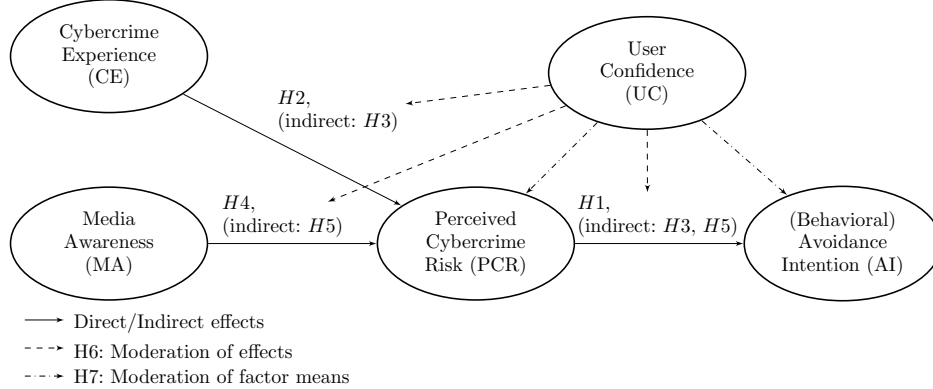 Cybercrime
Experience
(CE)
User
Confidence
(UC)
H2,
(indirect: H3)
Media
Awareness
(MA)
H4,
(indirect: H5)
Perceived
Cybercrime
Risk (PCR)
H1,
(indirect: H3, H5)
(Behavioral)
Avoidance
Intention (AI)
Direct/Indirect effects
H6: Moderation of effects
H7: Moderation of factor means